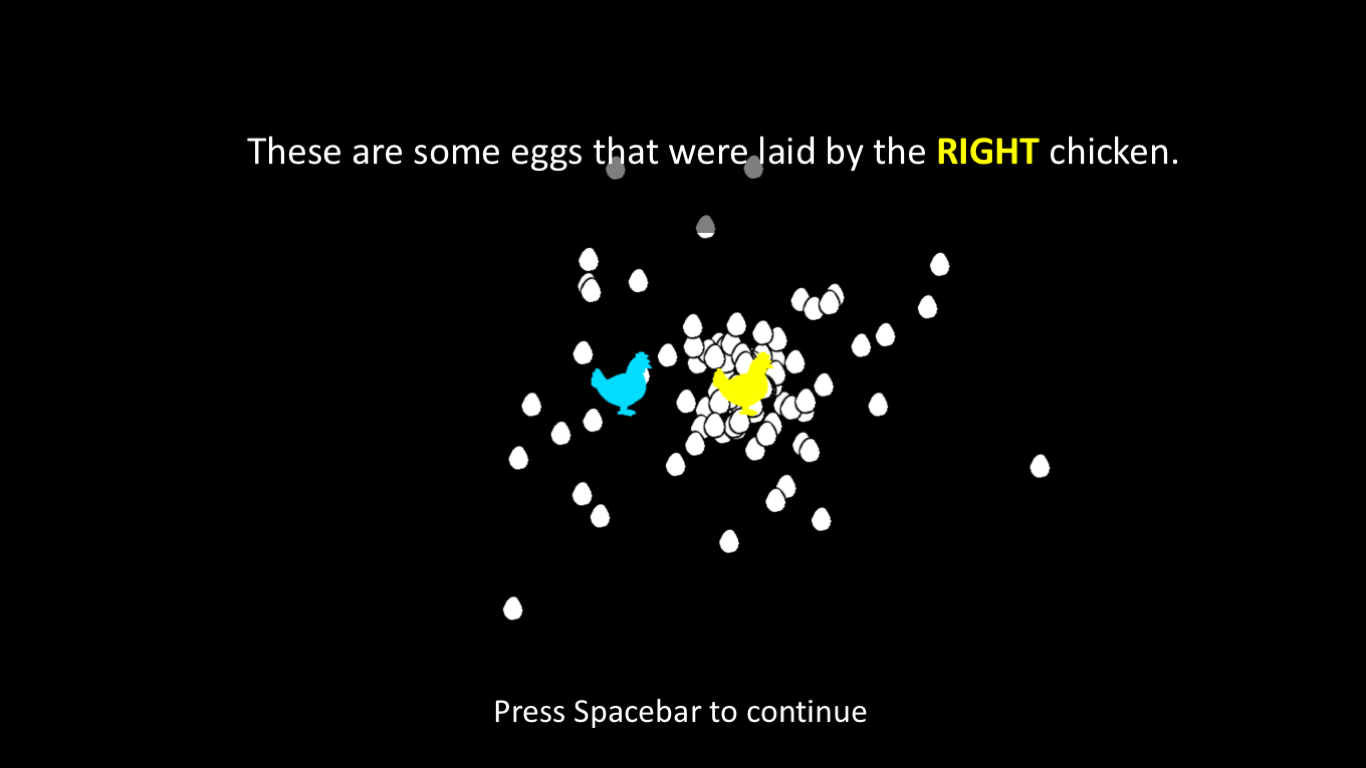 These are some eggs that were laid by the RIGHT chicken.
Press Spacebar to continue